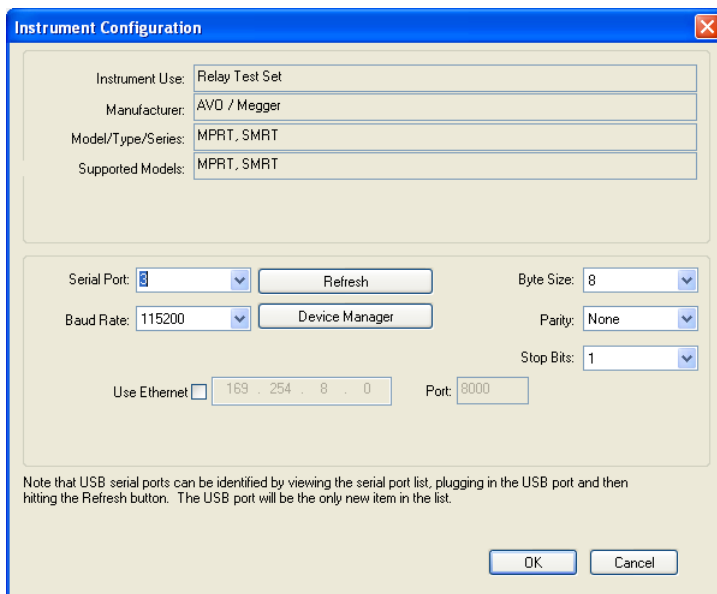 Instrument Configuration
Instrument Use: Relay Test Set
Manufacturer: AVO / Megger
Model/Type/Series: MPRT, SMRT
Supported Models: MPRT, SMRT
Serial Port: 3 Refresh Byte Size: 8
Baud Rate: 115200 Device Manager Parity: None
Stop Bits: 1
Use Ethernet 169 . 254 . 8 . 0 Port: 8000
Note that USB serial ports can be identified by viewing the serial port list, plugging in the USB port and then
hitting the Refresh button. The USB port will be the only new item in the list.
OK Cancel